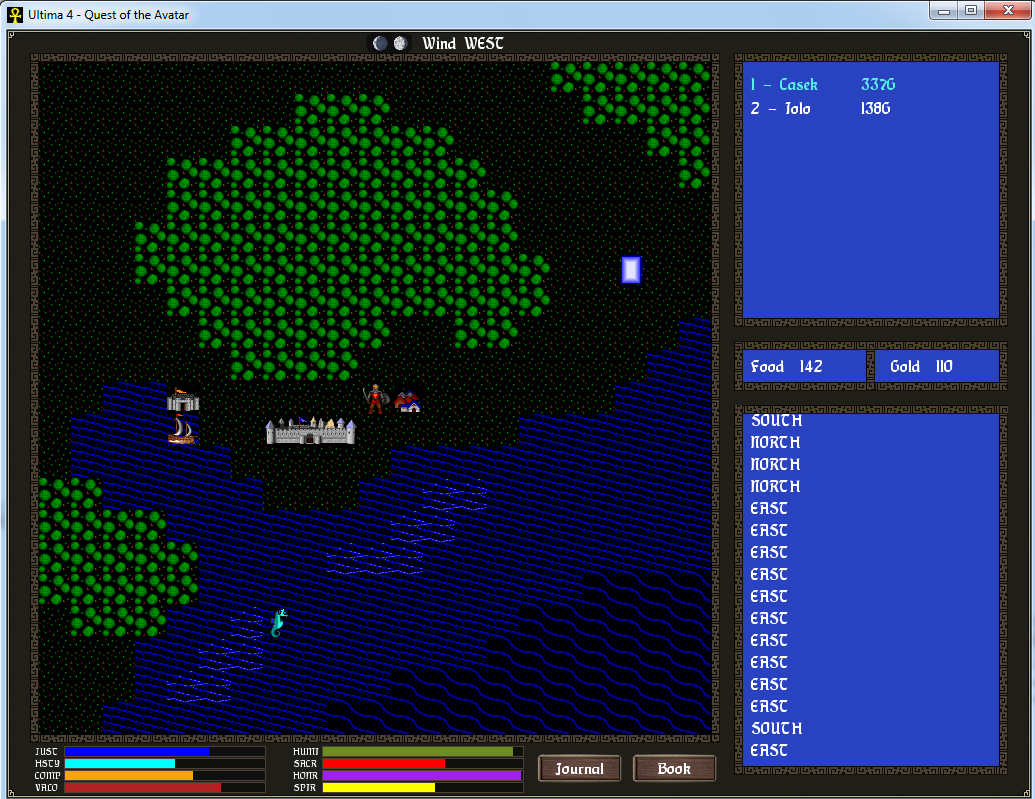 Ultima 4 - Quest of the Avatar
Wind WEST
1 - Casek 337G
2 - Iolo 138G
Food 142 Gold 110
SOUTH
NORTH
NORTH
NORTH
EAST
EAST
EAST
EAST
EAST
EAST
EAST
EAST
EAST
EAST
SOUTH
EAST
JUST
HSTY
COMP
VALO
HUMI
SACR
HONR
SPIR
Journal
Book